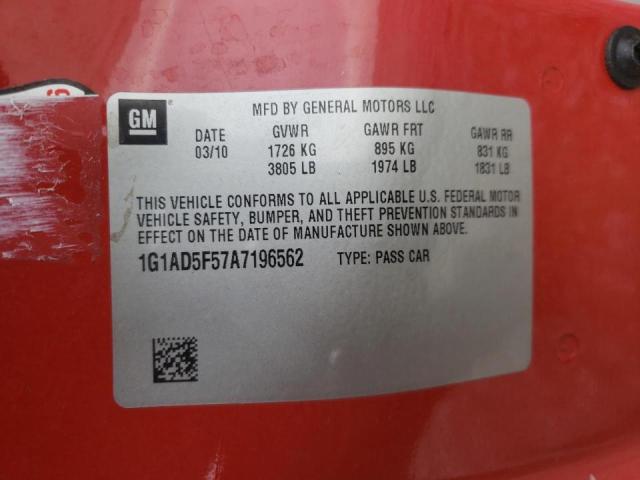 GM
MFD BY GENERAL MOTORS LLC
DATE GVWR GAWR FRT GAWR RR
03/10 1726 KG 895 KG 831 KG
3805 LB 1974 LB 1831 LB
THIS VEHICLE CONFORMS TO ALL APPLICABLE U.S. FEDERAL MOTOR
VEHICLE SAFETY, BUMPER, AND THEFT PREVENTION STANDARDS IN
EFFECT ON THE DATE OF MANUFACTURE SHOWN ABOVE.
1G1AD5F57A7196562 TYPE: PASS CAR